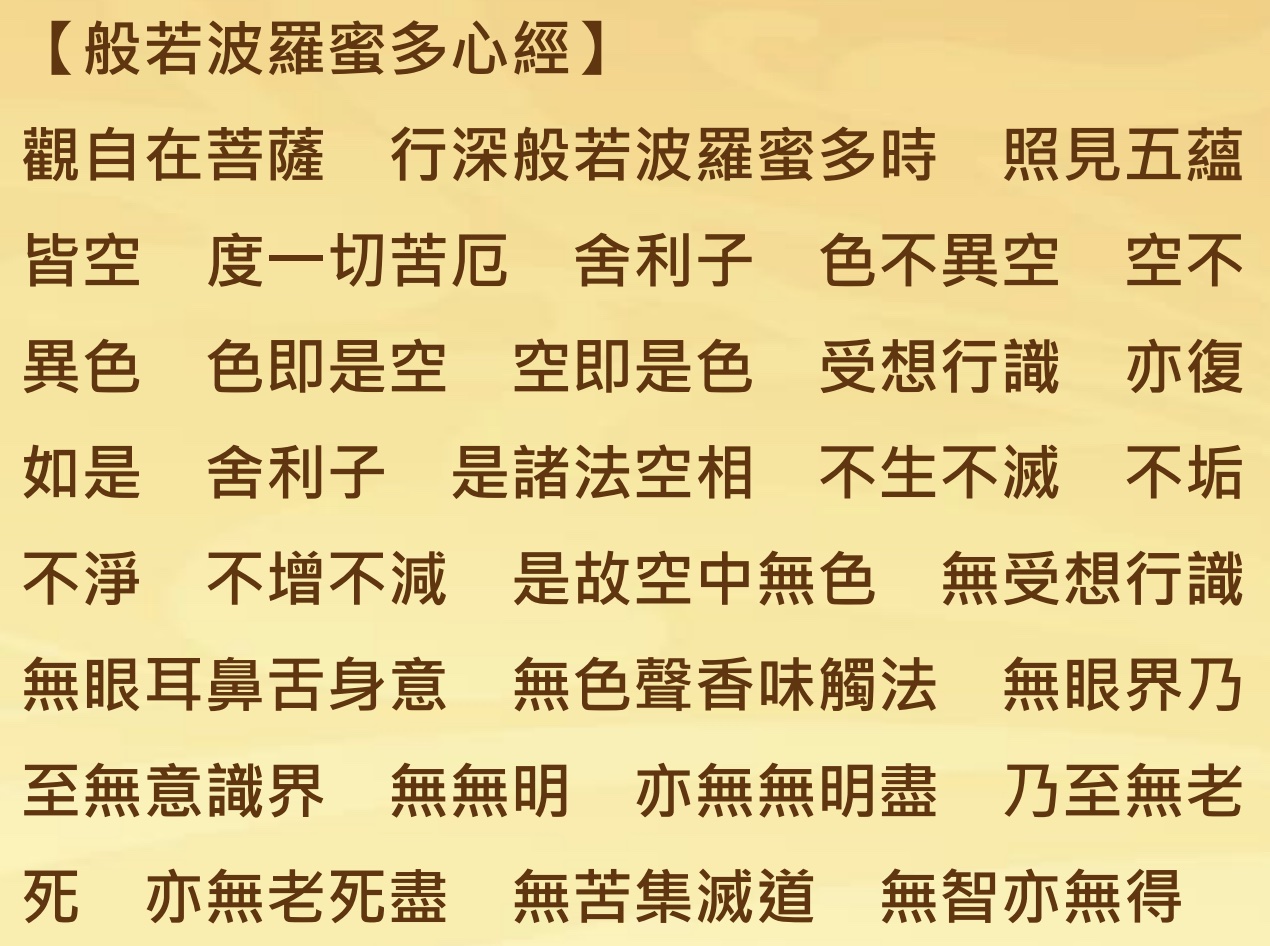 【般若波羅蜜多心經】
觀自在菩薩　行深般若波羅蜜多時　照見五蘊
皆空　度一切苦厄　舍利子　色不異空　空不
異色　色即是空　空即是色　受想行識　亦復
如是　舍利子　是諸法空相　不生不滅　不垢
不淨　不增不減　是故空中無色　無受想行識
無眼耳鼻舌身意　無色聲香味觸法　無眼界乃
至無意識界　無無明　亦無無明盡　乃至無老
死　亦無老死盡　無苦集滅道　無智亦無得